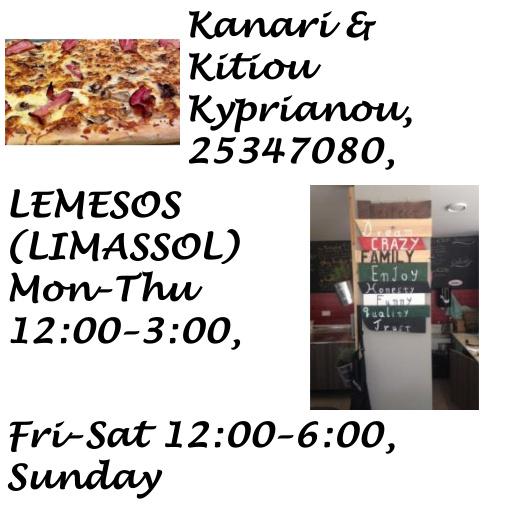 Kanari &
Kitiou
Kyprianou,
25347080,
LEMESOS
(LIMASSOL)
Mon-Thu
12:00-3:00,
Dream
CRAZY
FAMILY
Enjoy
Honesty
Funny
Quality
Trust
Fri-Sat 12:00-6:00,
Sunday